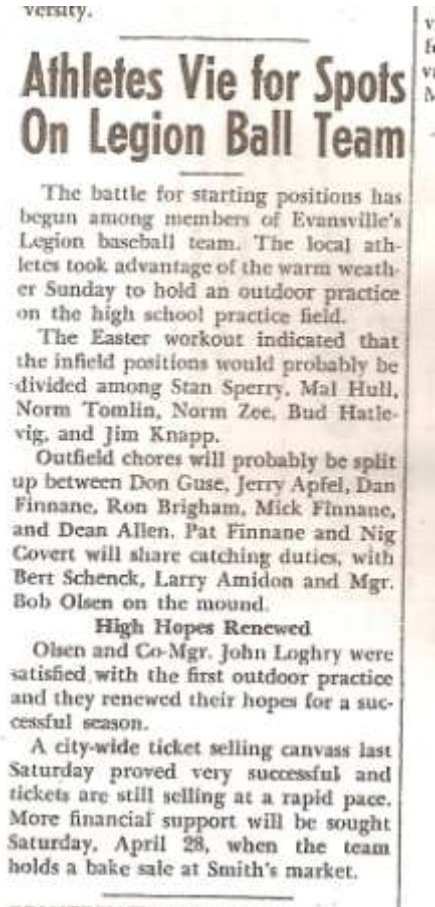 versity.
Athletes Vie for Spots
On Legion Ball Team
The battle for starting positions has
begun among members of Evansville's
Legion baseball team. The local ath-
letes took advantage of the warm weath-
er Sunday to hold an outdoor practice
on the high school practice field.
The Easter workout indicated that
the infield positions would probably be
divided among Stan Sperry, Mal Hull,
Norm Tomlin, Norm Zee, Bud Hatle-
vig, and Jim Knapp.
Outfield chores will probably be split
up between Don Guse, Jerry Apfel, Dan
Finnane, Ron Brigham, Mick Finnane,
and Dean Allen. Pat Finnane and Nig
Covert will share catching duties, with
Bert Schenck, Larry Amidon and Mgr.
Bob Olsen on the mound.
High Hopes Renewed
Olsen and Co-Mgr. John Loghry were
satisfied with the first outdoor practice
and they renewed their hopes for a suc-
cessful season.
A city-wide ticket selling canvass last
Saturday proved very successful and
tickets are still selling at a rapid pace.
More financial support will be sought
Saturday, April 28, when the team
holds a bake sale at Smith's market.